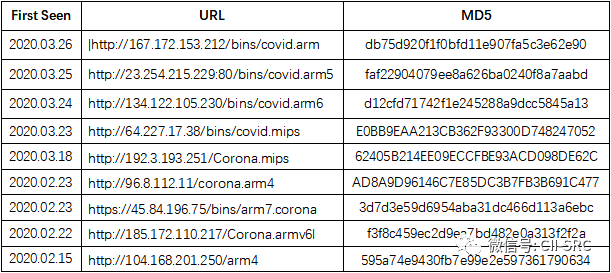 First Seen URL MD5
2020.03.26 |http://167.172.153.212/bins/covid.arm db75d920f1f0bfd11e907fa5c3e62e90
2020.03.25 http://23.254.215.229:80/bins/covid.arm5 faf22904079ee8a626ba0240f8a7aabd
2020.03.24 http://134.122.105.230/bins/covid.arm6 d12cfd71742f1e245288a9dcc5845a13
2020.03.23 http://64.227.17.38/bins/covid.mips E0BB9EAA213CB362F93300D748247052
2020.03.18 http://192.3.193.251/Corona.mips 62405B214EE09ECCFBE93ACD098DE62C
2020.02.23 http://96.8.112.11/corona.arm4 AD8A9D96146C7E85DC3B7FB3B691C477
2020.02.23 https://45.84.196.75/bins/arm7.corona 3d7d3e59d6954aba31dc466d113a6ebc
2020.02.22 http://185.172.110.217/Corona.armv6l
2020.02.15 http://104.168.201.250/arm4 595a74e9430fb7e99e2e597361790634
微信号: CII-SRC